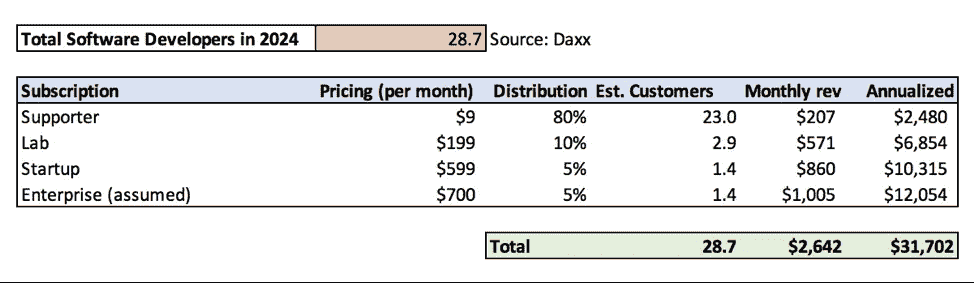 Total Software Developers in 2024 28.7 Source: Daxx
Subscription Pricing (per month) Distribution Est. Customers Monthly rev Annualized
Supporter $9 80% 23.0 $207 $2,480
Lab $199 10% 2.9 $571 $6,854
Startup $599 5% 1.4 $860 $10,315
Enterprise (assumed) $700 5% 1.4 $1,005 $12,054
Total 28.7 $2,642 $31,702